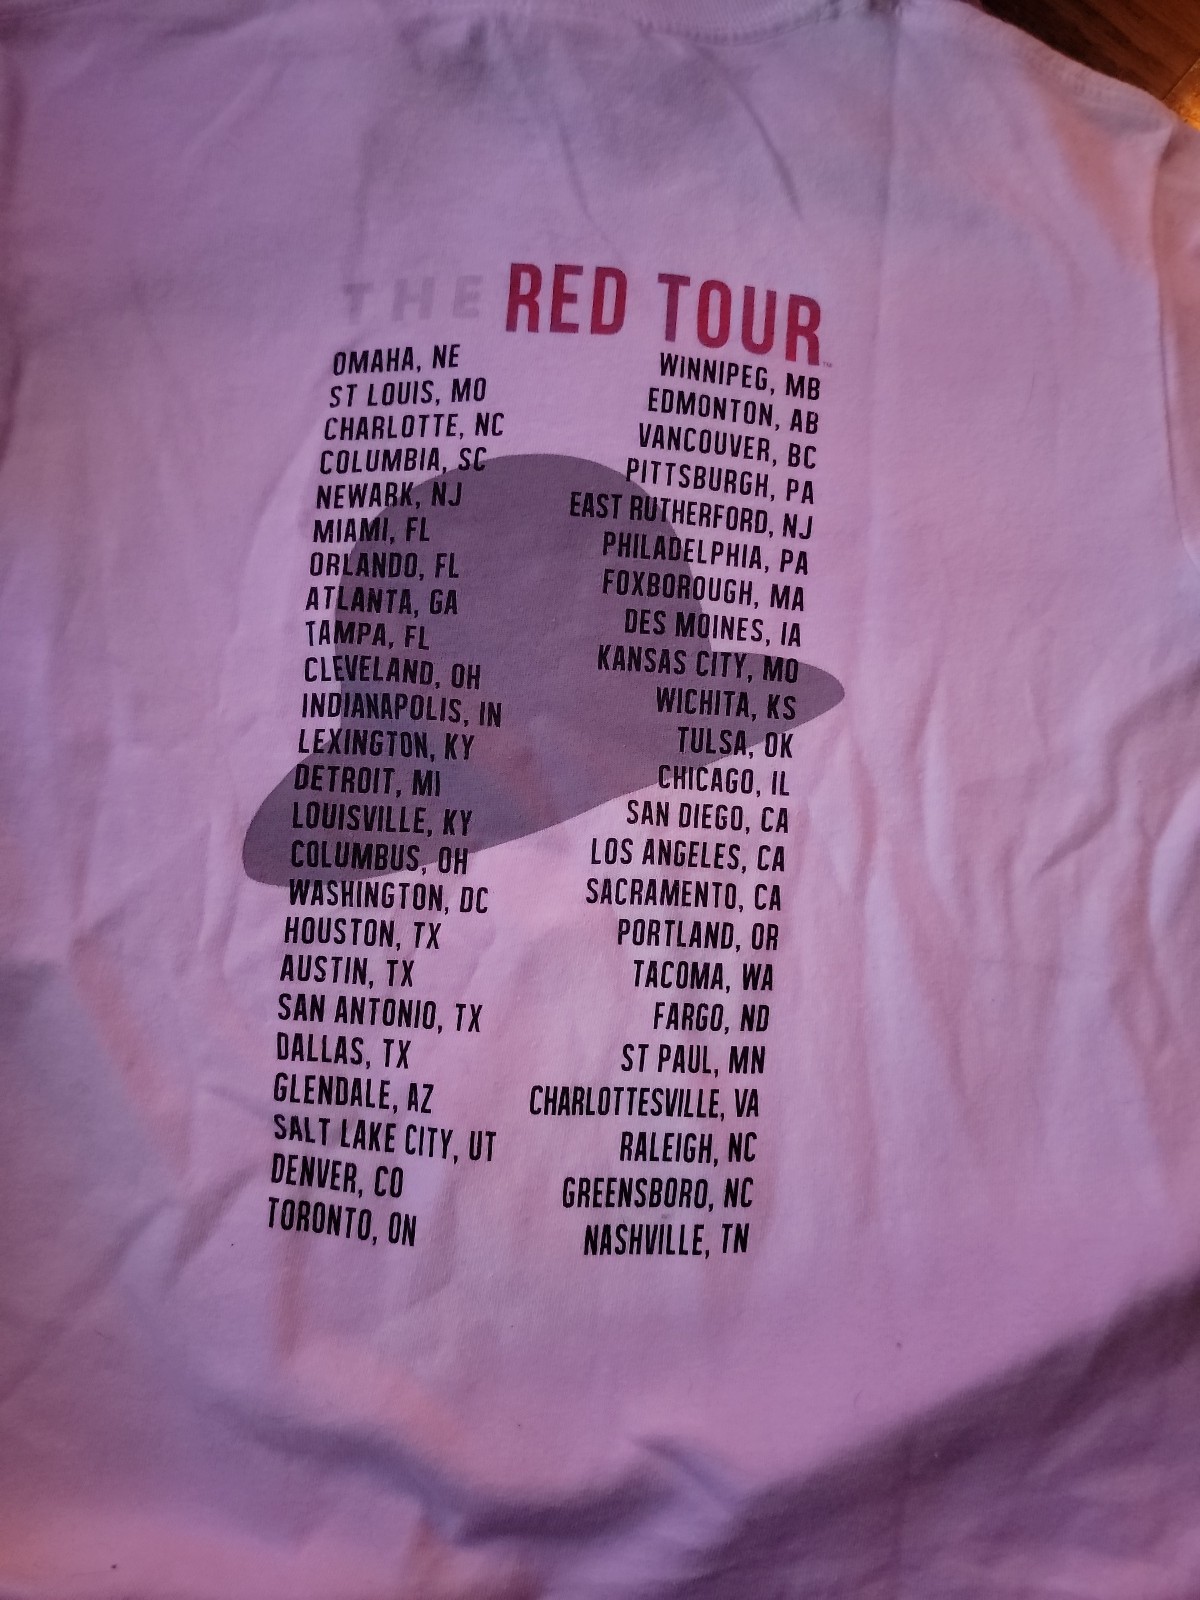 THE RED TOUR™
OMAHA, NE
ST LOUIS, MO
CHARLOTTE, NC
COLUMBIA, SC
NEWARK, NJ
MIAMI, FL
ORLANDO, FL
ATLANTA, GA
TAMPA, FL
CLEVELAND, OH
INDIANAPOLIS, IN
LEXINGTON, KY
DETROIT, MI
LOUISVILLE, KY
COLUMBUS, OH
WASHINGTON, DC
HOUSTON, TX
AUSTIN, TX
SAN ANTONIO, TX
DALLAS, TX
GLENDALE, AZ
SALT LAKE CITY, UT
DENVER, CO
TORONTO, ON
WINNIPEG, MB
EDMONTON, AB
VANCOUVER, BC
PITTSBURGH, PA
EAST RUTHERFORD, NJ
PHILADELPHIA, PA
FOXBOROUGH, MA
DES MOINES, IA
KANSAS CITY, MO
WICHITA, KS
TULSA, OK
CHICAGO, IL
SAN DIEGO, CA
LOS ANGELES, CA
SACRAMENTO, CA
PORTLAND, OR
TACOMA, WA
FARGO, ND
ST PAUL, MN
CHARLOTTESVILLE, VA
RALEIGH, NC
GREENSBORO, NC
NASHVILLE, TN